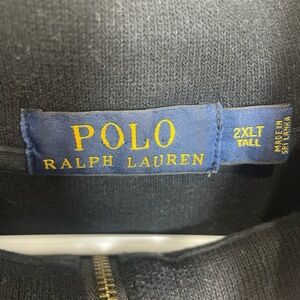 POLO
RALPH LAUREN
2XLT
TALL
MADE IN
SRI LANKA